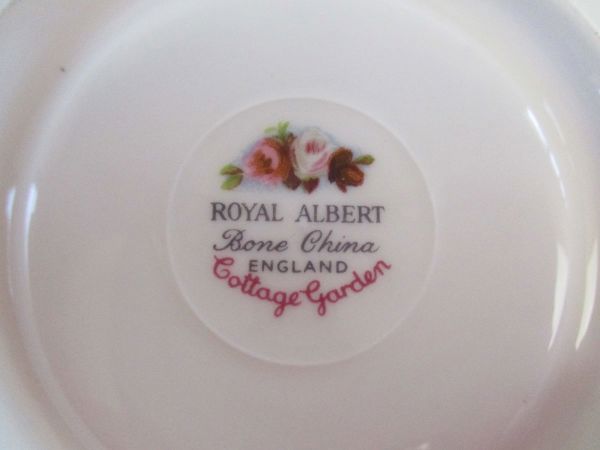 ROYAL ALBERT
Bone China
ENGLAND
Cottage Garden